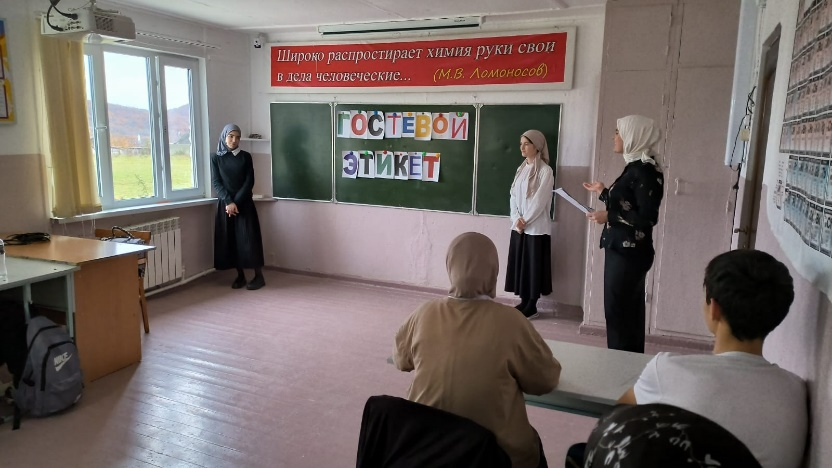 Широко распростирает химия руки свои
в дела человеческие... (М.В. Ломоносов)
ГОСТЕВОЙ
ЭТИКЕТ